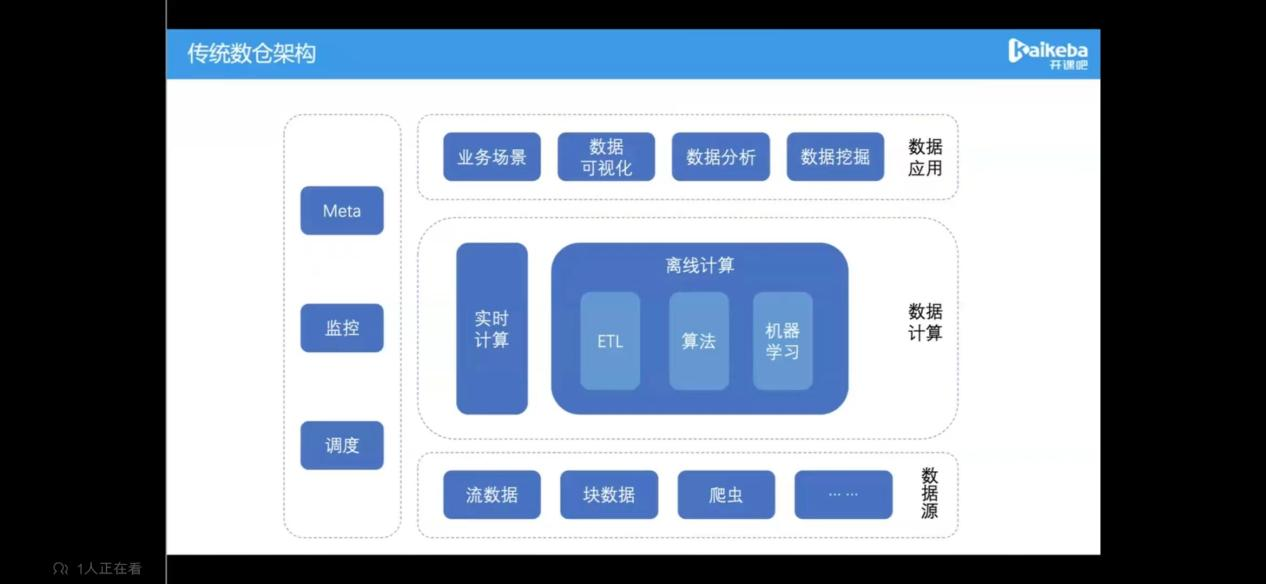 传统数仓架构
Kaikeba
开课吧
Meta
监控
调度
业务场景
数据
可视化
数据分析
数据挖掘
数据
应用
实时
计算
离线计算
ETL
算法
机器
学习
数据
计算
流数据
块数据
爬虫
... ...
数
据
源
1人正在看